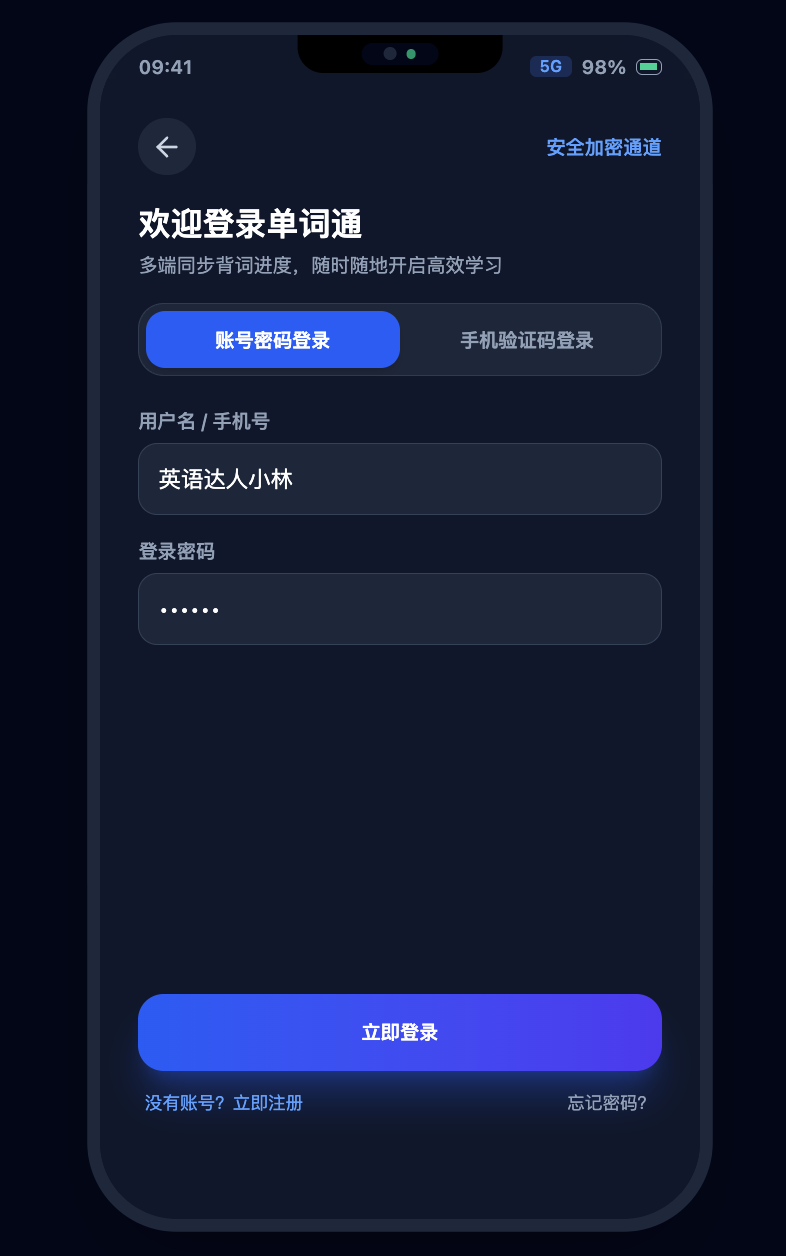 09:41 5G 98%
安全加密通道
欢迎登录单词通
多端同步背词进度，随时随地开启高效学习
账号密码登录 手机验证码登录
用户名 / 手机号
英语达人小林
登录密码
••••••
立即登录
没有账号？立即注册 忘记密码?